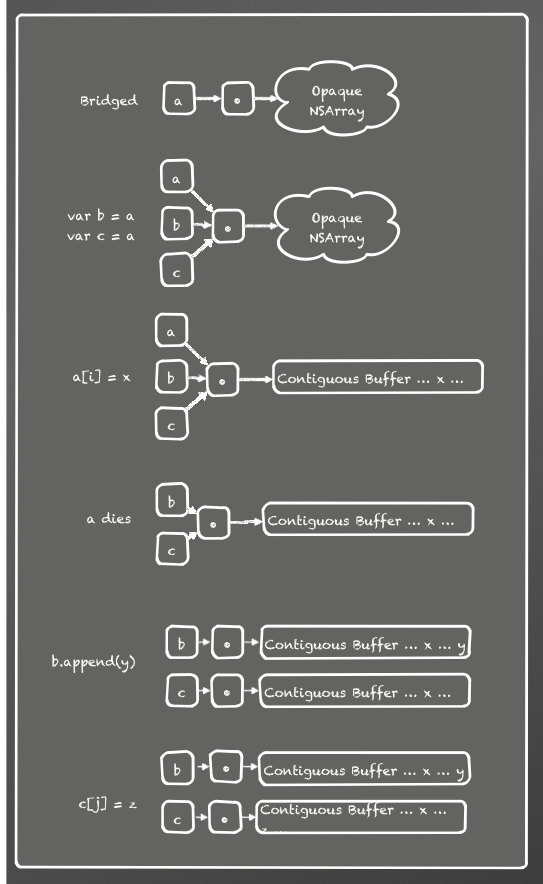 Bridged
a
Opaque
NSArray
var b = a
var c = a
a
b
c
Opaque
NSArray
a[i] = x
a
b
c
Contiguous Buffer ... x ...
a dies
b
c
Contiguous Buffer ... x ...
b.append(y)
b
Contiguous Buffer ... x ... y
c
Contiguous Buffer ... x ...
c[j] = z
b
Contiguous Buffer ... x ... y
c
Contiguous Buffer ... x ...